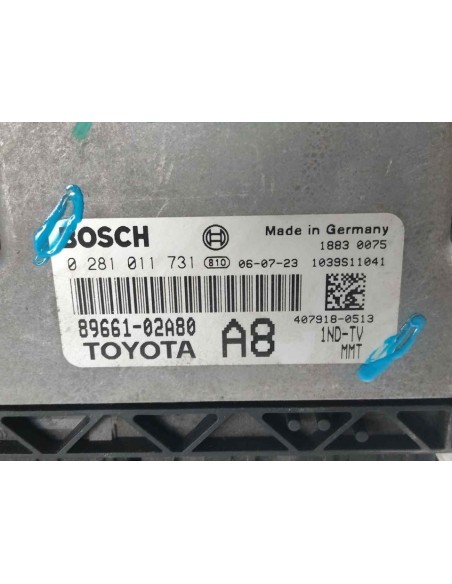 BOSCH Made in Germany
1883 0075
0 281 011 731 810 06-07-23 1039S11041
89661-02A80 407918-0513
TOYOTA A8 1ND-TV
MMT